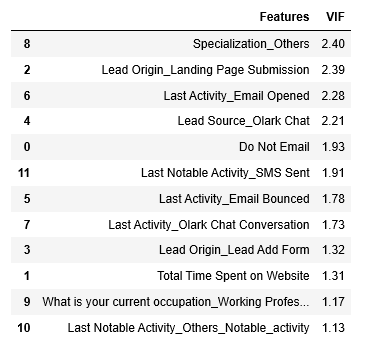 Features VIF
8 Specialization_Others 2.40
2 Lead Origin_Landing Page Submission 2.39
6 Last Activity_Email Opened 2.28
4 Lead Source_Olark Chat 2.21
0 Do Not Email 1.93
11 Last Notable Activity_SMS Sent 1.91
5 Last Activity_Email Bounced 1.78
7 Last Activity_Olark Chat Conversation 1.73
3 Lead Origin_Lead Add Form 1.32
1 Total Time Spent on Website 1.31
9 What is your current occupation_Working Profes... 1.17
10 Last Notable Activity_Others_Notable_activity 1.13